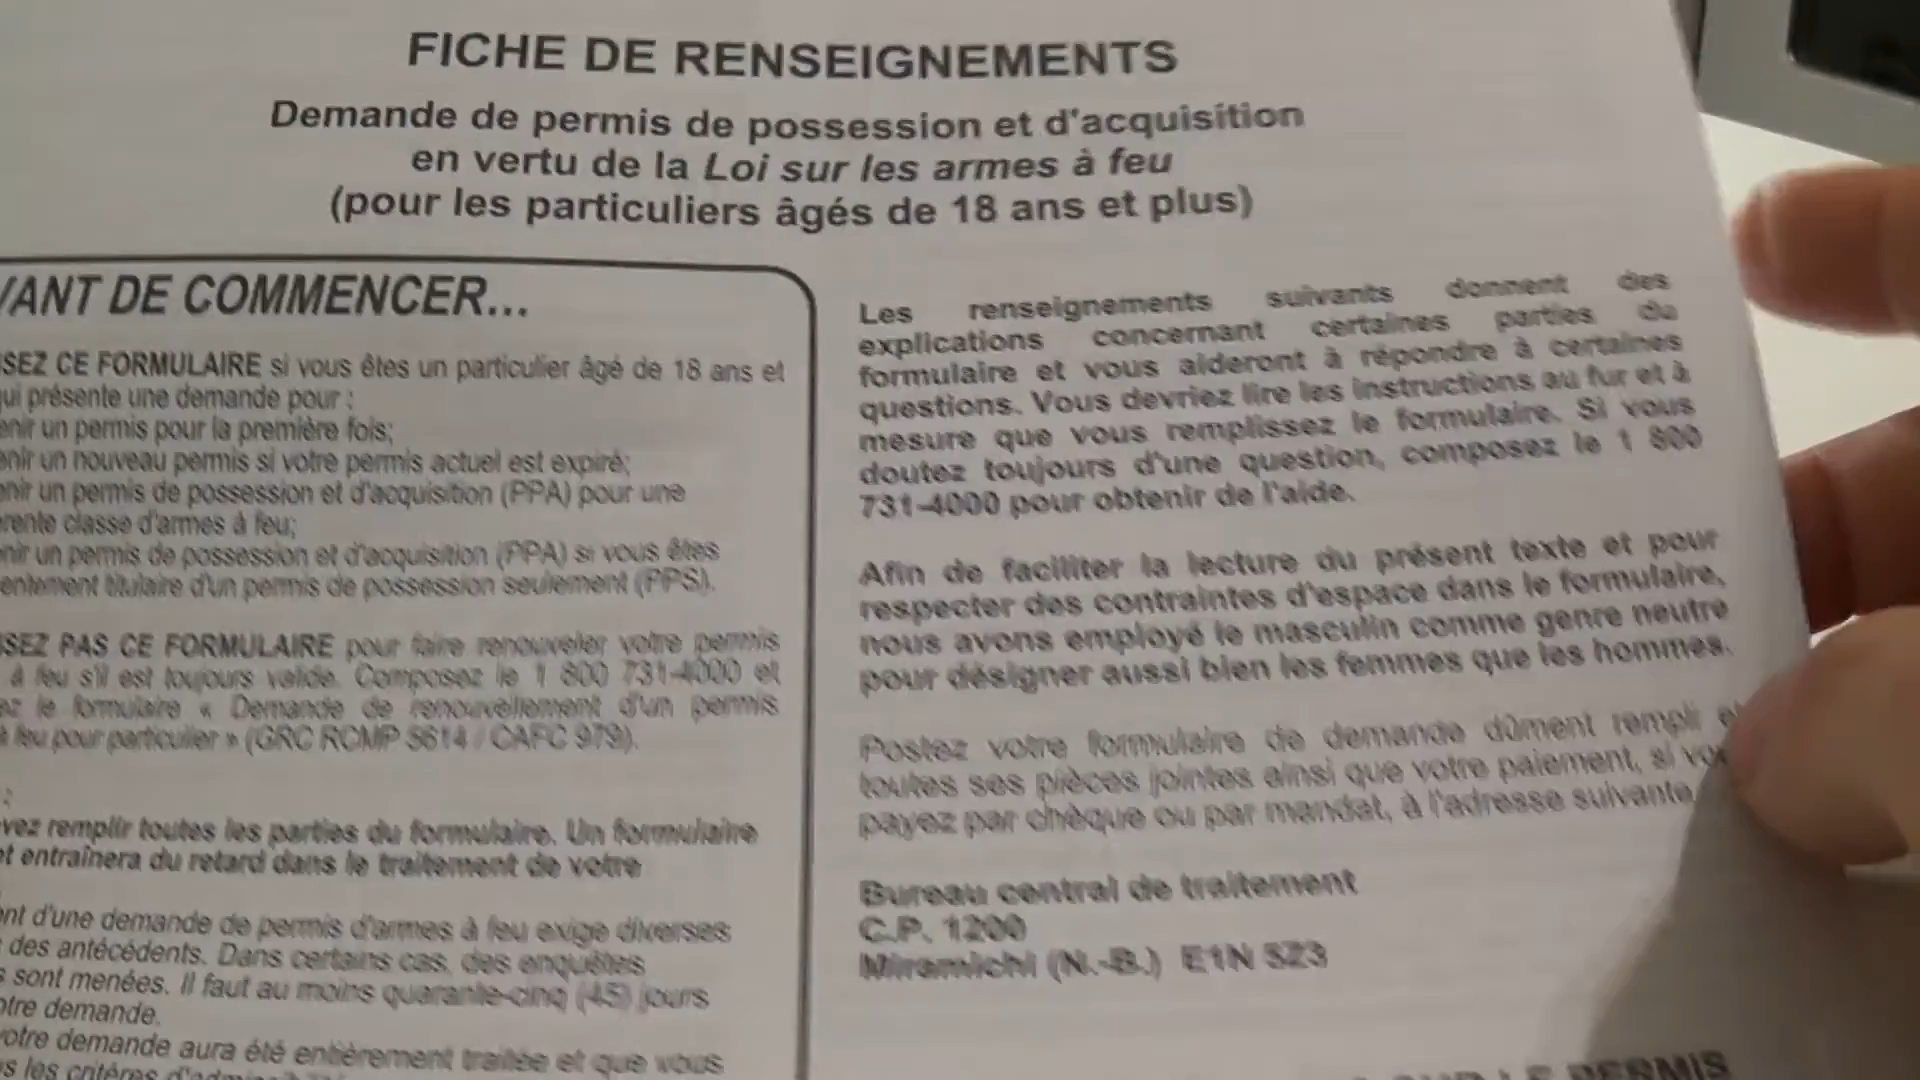 FICHE DE RENSEIGNEMENTS
Demande de permis de possession et d'acquisition
en vertu de la Loi sur les armes à feu
(pour les particuliers âgés de 18 ans et plus)
VANT DE COMMENCER...
ISEZ CE FORMULAIRE si vous êtes un particulier âgé de 18 ans et
qui présente une demande pour :
enir un permis pour la première fois;
enir un nouveau permis si votre permis actuel est expiré;
enir un permis de possession et d'acquisition (PPA) pour une
rente classe d'armes à feu;
enir un permis de possession et d'acquisition (PPA) si vous êtes
entement titulaire d'un permis de possession seulement (PPS).
ISEZ PAS CE FORMULAIRE pour faire renouveler votre permis
à feu s'il est toujours valide. Composez le 1 800 731-4000 et
ez le formulaire « Demande de renouvellement d'un permis
à feu pour particulier » (GRC RCMP 5614 / CAFC 979).
:
vez remplir toutes les parties du formulaire. Un formulaire
et entraînera du retard dans le traitement de votre
ent d'une demande de permis d'armes à feu exige diverses
des antécédents. Dans certains cas, des enquêtes
s sont menées. Il faut au moins quarante-cinq (45) jours
otre demande.
votre demande aura été entièrement traitée et que vous
s les critères
Les renseignements suivants donnent des
explications concernant certaines parties du
formulaire et vous aideront à répondre à certaines
questions. Vous devriez lire les instructions au fur et à
mesure que vous remplissez le formulaire. Si vous
doutez toujours d'une question, composez le 1 800
731-4000 pour obtenir de l'aide.
Afin de faciliter la lecture du présent texte et pour
respecter des contraintes d'espace dans le formulaire,
nous avons employé le masculin comme genre neutre
pour désigner aussi bien les femmes que les hommes.
Postez votre formulaire de demande dûment rempli et
toutes ses pièces jointes ainsi que votre paiement, si vou
payez par chèque ou par mandat, à l'adresse suivante
Bureau central de traitement
C.P. 1200
Miramichi (N.-B.) E1N 5Z3
SUR LE PERMIS